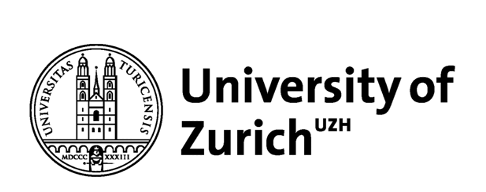 UNIVERSITAS TURICENSIS
MDCCC XXXIII
University of
Zurich UZH